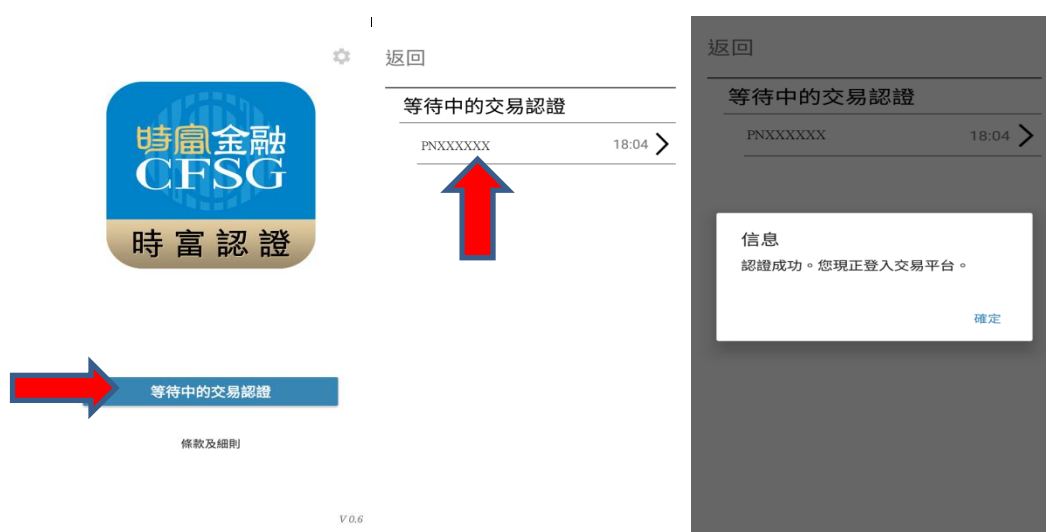 時富金融
CFSG
時富認證
等待中的交易認證
條款及細則
V 0.6
返回
等待中的交易認證
PNXXXXXX 18:04
返回
等待中的交易認證
PNXXXXXX 18:04
信息
認證成功。您現正登入交易平台。
確定